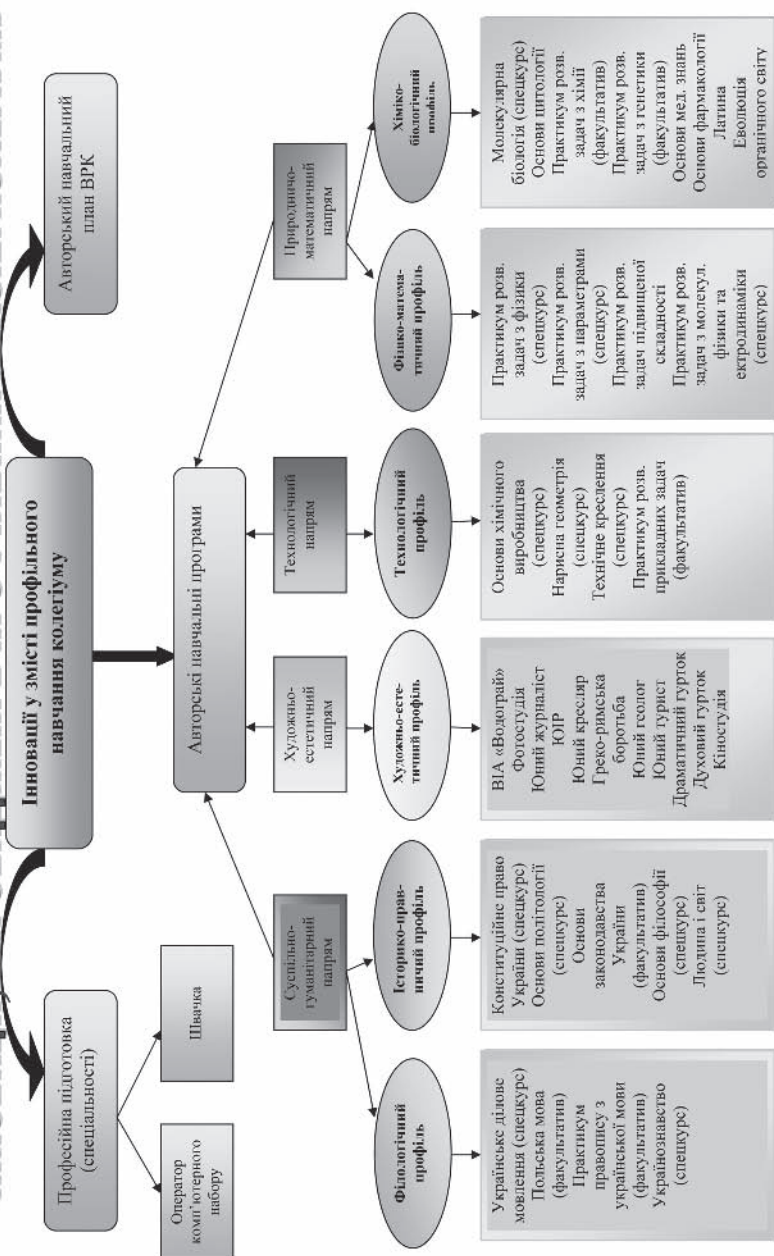 Інновації у змісті профільного
навчання колегіуму
Професійна підготовка
(спеціальності)
Авторський навчальний
план ВРК
Оператор
комп'ютерного
набору
Швачка
Авторські навчальні програми
Суспільно-
гуманітарний
напрям
Художньо-
естетичний
напрям
Технологічний
напрям
Природничо-
математичний
напрям
Філологічний
профіль
Історико-прав-
ничий профіль
Художньо-есте-
тичний профіль
Технологічний
профіль
Фізико-матема-
тичний профіль
Хіміко-
біологічний
профіль
Українське ділове
мовлення (спецкурс)
Польська мова
(факультатив)
Практикум
правопису з
української мови
(факультатив)
Українознавство
(спецкурс)
Конституційне право
України (спецкурс)
Основи політології
(спецкурс)
Основи
законодавства
України
(факультатив)
Основи філософії
(спецкурс)
Людина і світ
(спецкурс)
ВІА «Водограй»
Фотостудія
Юний журналіст
ЮІР
Юний кресляр
Греко-римська
боротьба
Юний геолог
Юний турист
Драматичний гурток
Духовий гурток
Кіностудія
Основи хімічного
виробництва
(спецкурс)
Нарисна геометрія
(спецкурс)
Технічне креслення
(спецкурс)
Практикум розв.
прикладних задач
(факультатив)
Практикум розв.
задач з фізики
(спецкурс)
Практикум розв.
задач з параметрами
(спецкурс)
Практикум розв.
задач підвищеної
складності
Практикум розв.
задач з молекул.
фізики та
ектродинаміки
(спецкурс)
Молекулярна
біологія (спецкурс)
Основи цитології
Практикум розв.
задач з хімії
(факультатив)
Практикум розв.
задач з генетики
(факультатив)
Основи мед. знань
Основи фармакології
Латина
Еволюція
органічного світу